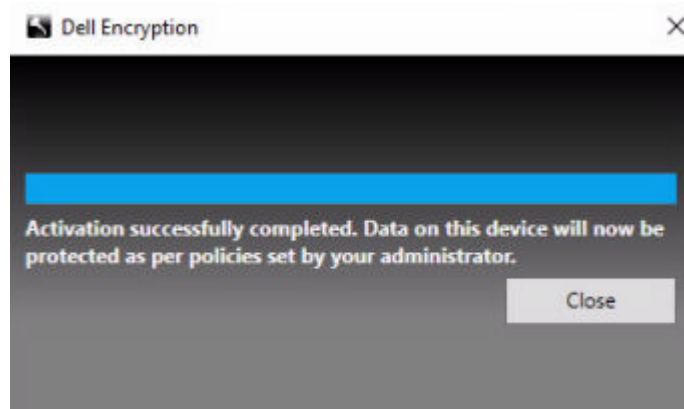 Dell Encryption
Activation successfully completed. Data on this device will now be
protected as per policies set by your administrator.
Close